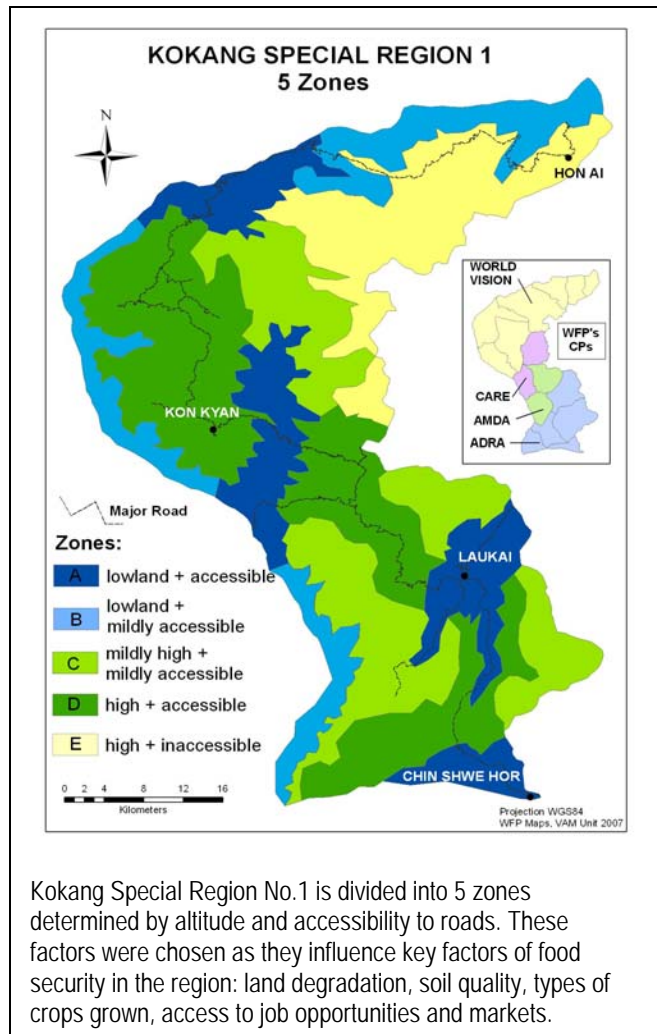 KOKANG SPECIAL REGION 1
5 Zones
N
HON AI
WORLD
VISION
WFP's
CPs
CARE
AMDA
ADRA
KON KYAN
Major Road
LAUKAI
Zones:
A lowland + accessible
B lowland +
mildly accessible
C mildly high +
mildly accessible
D high + accessible
E high + inaccessible
CHIN SHWE HOR
0 2 4 8 12 16
Kilometers
Projection WGS84
WFP Maps, VAM Unit 2007
Kokang Special Region No.1 is divided into 5 zones
determined by altitude and accessibility to roads. These
factors were chosen as they influence key factors of food
security in the region: land degradation, soil quality, types of
crops grown, access to job opportunities and markets.